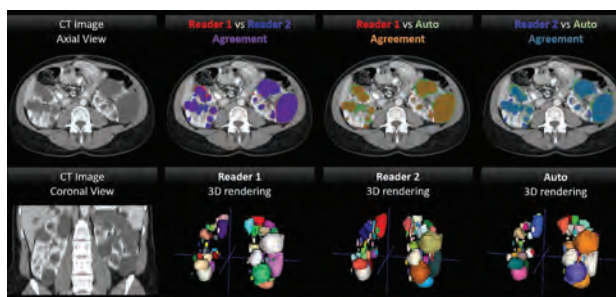 CT Image
Axial View
Reader 1 vs Reader 2
Agreement
Reader 1 vs Auto
Agreement
Reader 2 vs Auto
Agreement
CT Image
Coronal View
Reader 1
3D rendering
Reader 2
3D rendering
Auto
3D rendering